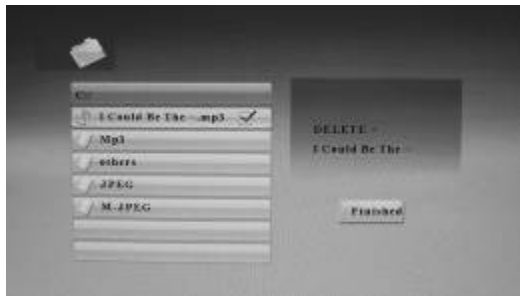 C:/
I Could Be The ~.mp3
Mp3
others
JPEG
M-JPEG
DELETE -
I Could Be The ~
Finished